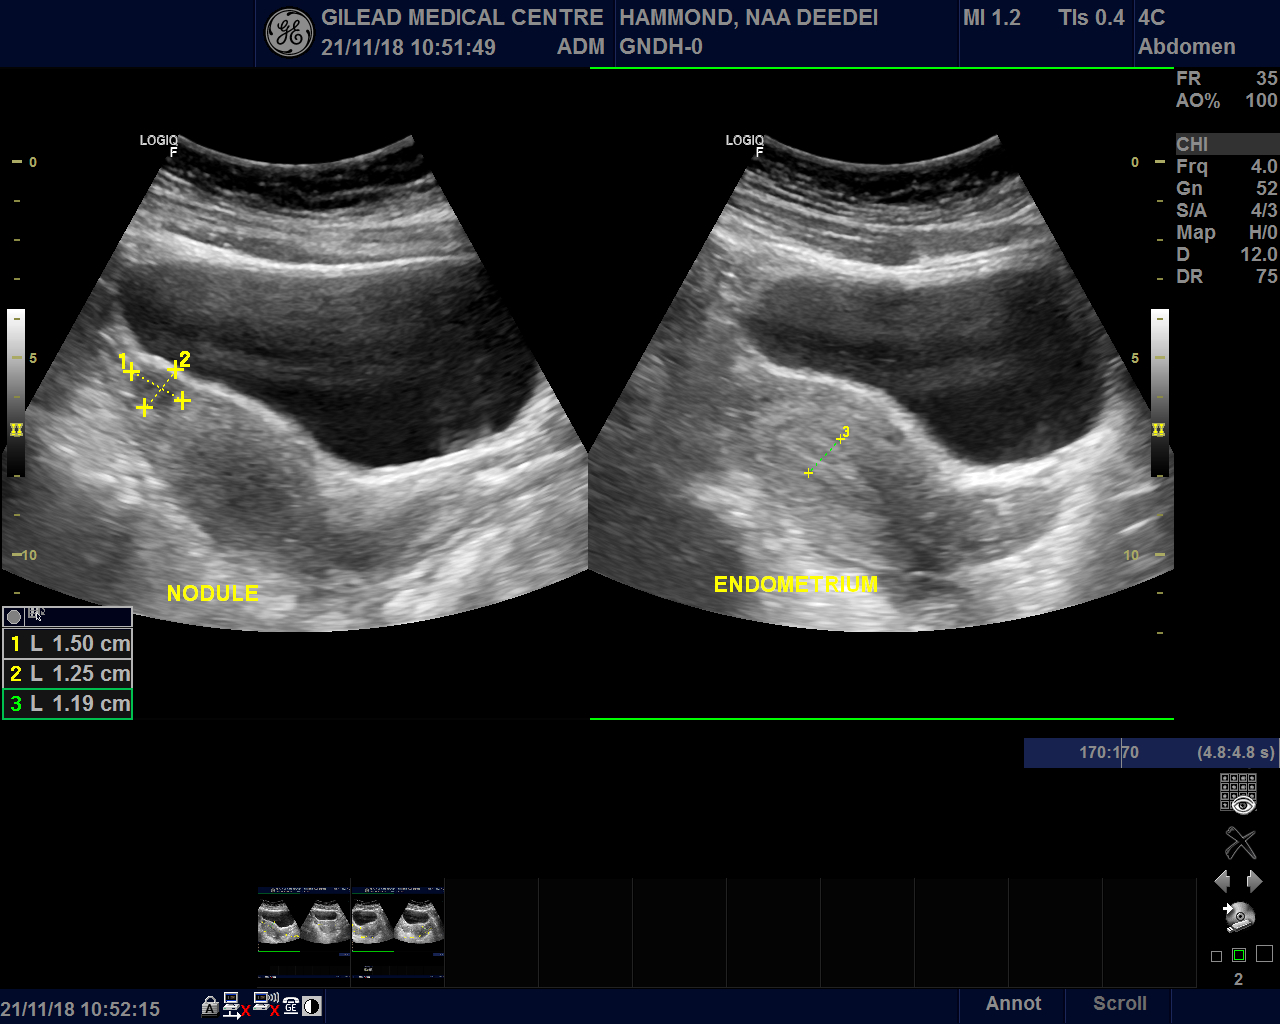 GILEAD MEDICAL CENTRE
21/11/18 10:51:49 ADM
HAMMOND, NAA DEEDEI
GNDH-0
MI 1.2 TIs 0.4
4C
Abdomen
FR 35
AO% 100
CHI
Frq 4.0
Gn 52
S/A 4/3
Map H/0
D 12.0
DR 75
LOGIQ
F
0
5
10
1
2
NODULE
LOGIQ
F
0
5
10
3
ENDOMETRIUM
1 L 1.50 cm
2 L 1.25 cm
3 L 1.19 cm
170:170 (4.8:4.8 s)
2
21/11/18 10:52:15
Annot
Scroll